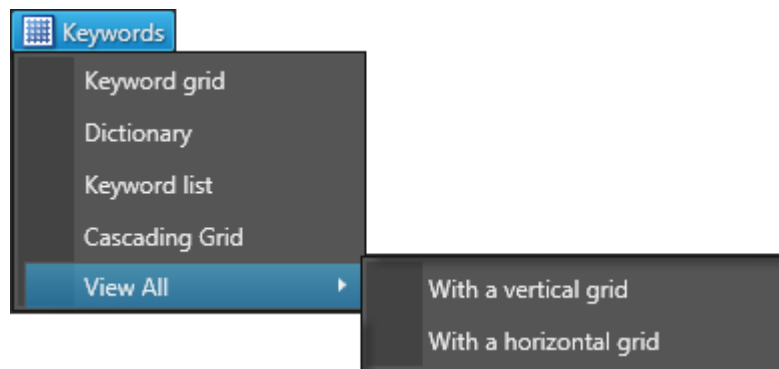 Keywords
Keyword grid
Dictionary
Keyword list
Cascading Grid
View All
With a vertical grid
With a horizontal grid